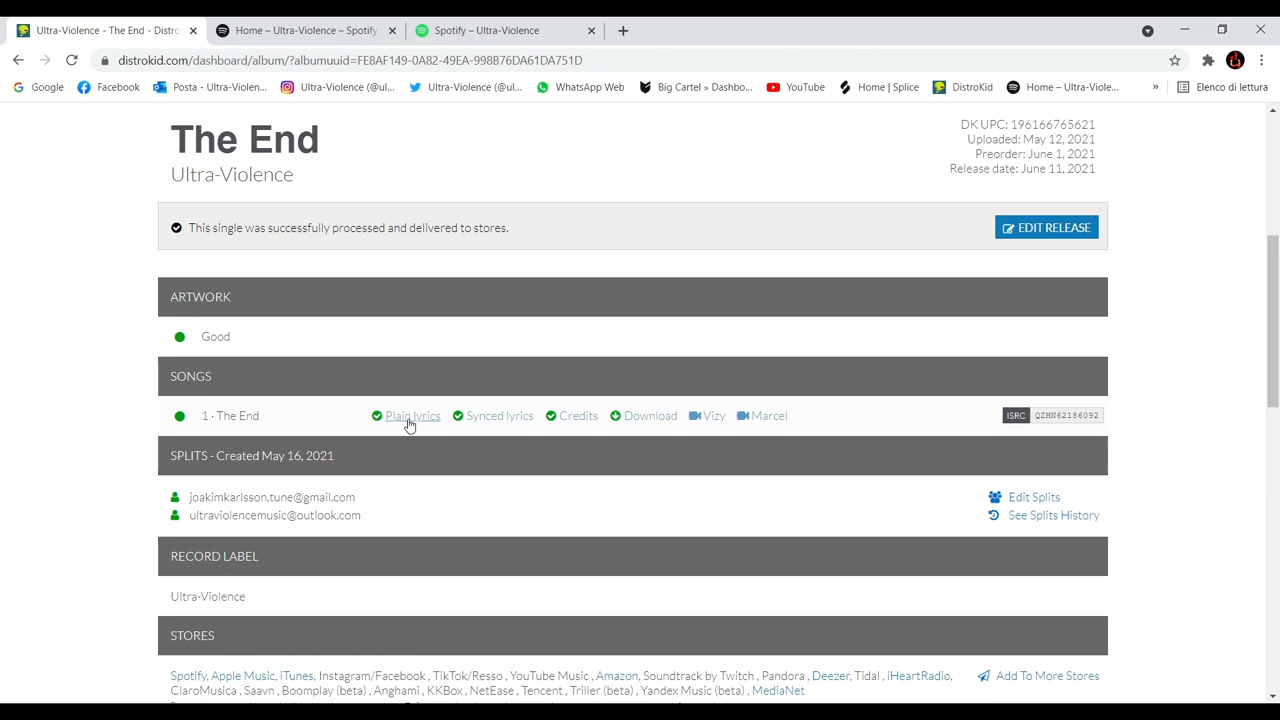 Ultra-Violence - The End - Distro
Home – Ultra-Violence – Spotify
Spotify – Ultra-Violence
distrokid.com/dashboard/album/?albumuuid=FE8AF149-0A82-49EA-998B76DA61DA751D
Google Facebook Posta - Ultra-Violen... Ultra-Violence (@ul... Ultra-Violence (@ul... WhatsApp Web Big Cartel » Dashbo... YouTube Home | Splice DistroKid Home – Ultra-Viole... » Elenco di lettura
The End
Ultra-Violence
DK UPC: 196166765621
Uploaded: May 12, 2021
Preorder: June 1, 2021
Release date: June 11, 2021
This single was successfully processed and delivered to stores.
EDIT RELEASE
ARTWORK
Good
SONGS
1 · The End Plain lyrics Synced lyrics Credits Download Vizy Marcel ISRC QZHN62186092
SPLITS - Created May 16, 2021
joakimkarlsson.tune@gmail.com Edit Splits
ultraviolencemusic@outlook.com See Splits History
RECORD LABEL
Ultra-Violence
STORES
Spotify, Apple Music, iTunes, Instagram/Facebook , TikTok/Resso , YouTube Music , Amazon, Soundtrack by Twitch , Pandora , Deezer, Tidal , iHeartRadio, Add To More Stores
ClaroMusica , Saavn , Boomplay (beta) , Anghami , KKBox , NetEase , Tencent , Triller (beta) , Yandex Music (beta) , MediaNet